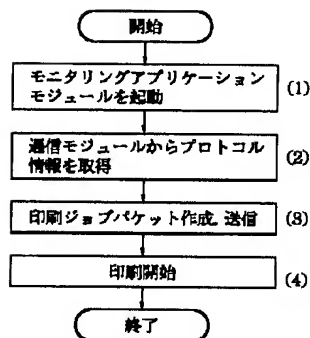 開始
モニタリングアプリケーション
モジュールを起動
(1)
通信モジュールからプロトコル
情報を取得
(2)
印刷ジョブパケット作成, 送信
(3)
印刷開始
(4)
終了